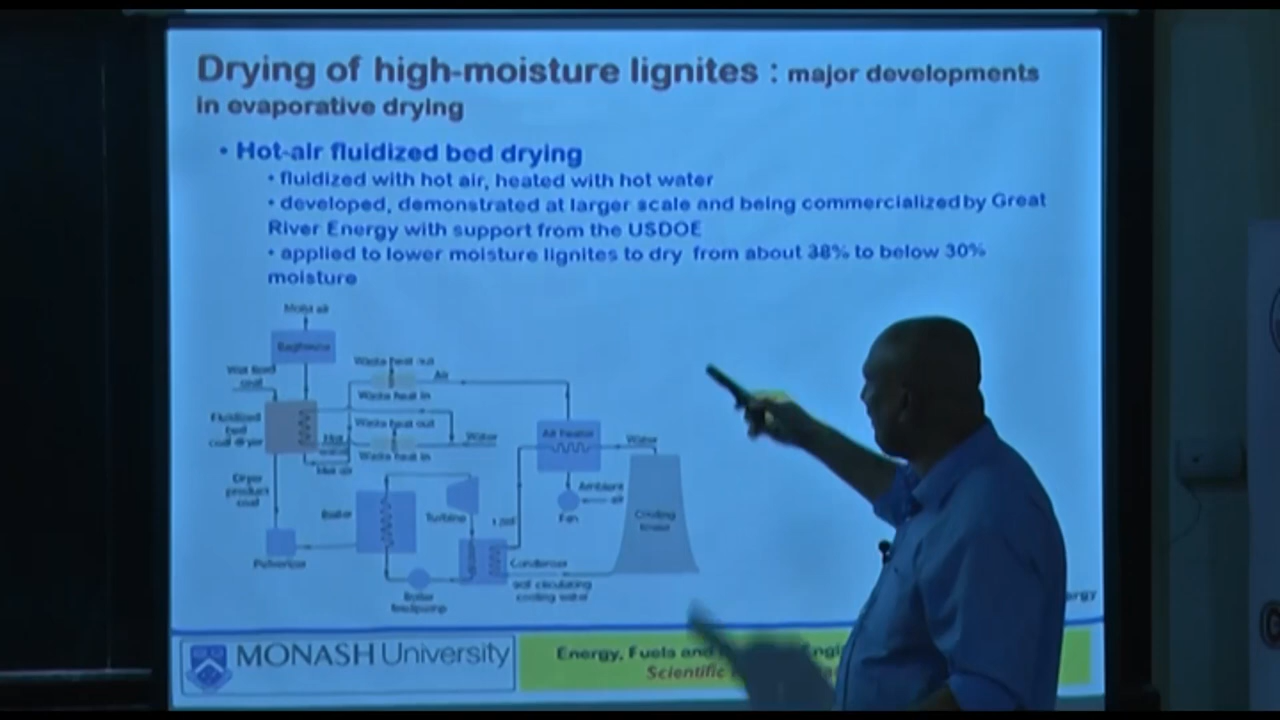 Drying of high-moisture lignites : major developments
in evaporative drying
• Hot-air fluidized bed drying
• fluidized with hot air, heated with hot water
• developed, demonstrated at larger scale and being commercialized by Great
River Energy with support from the USDOE
• applied to lower moisture lignites to dry from about 38% to below 30%
moisture
Moist air
Baghouse
Waste heat out
Air
Waste heat in
Fluidized
bed
coal dryer
Waste heat out
Water
Waste heat in
Hot air
Air heater
Water
Dryer
product
coal
Boiler
Turbine
Ambient
air
Fan
Cooling
tower
Pulverizer
Condenser
Boiler
feedpump
circulating
cooling water
MONASH University
Energy, Fuels and
Scientific